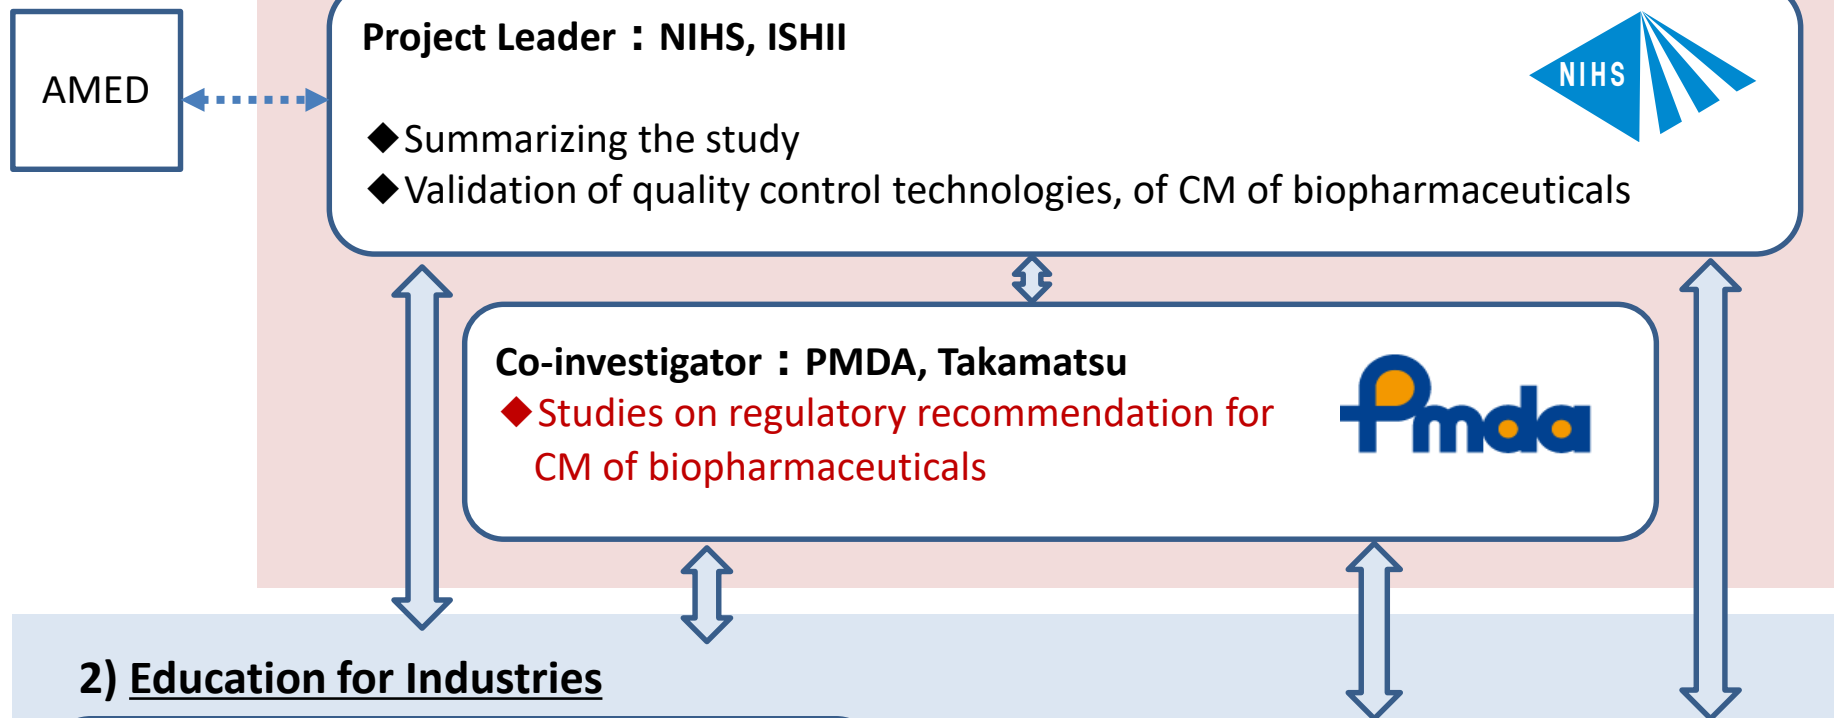 AMED
Project Leader：NIHS, ISHII
NIHS
◆Summarizing the study
◆Validation of quality control technologies, of CM of biopharmaceuticals
Co-investigator：PMDA, Takamatsu
◆Studies on regulatory recommendation for
CM of biopharmaceuticals
Pmda
2) Education for Industries